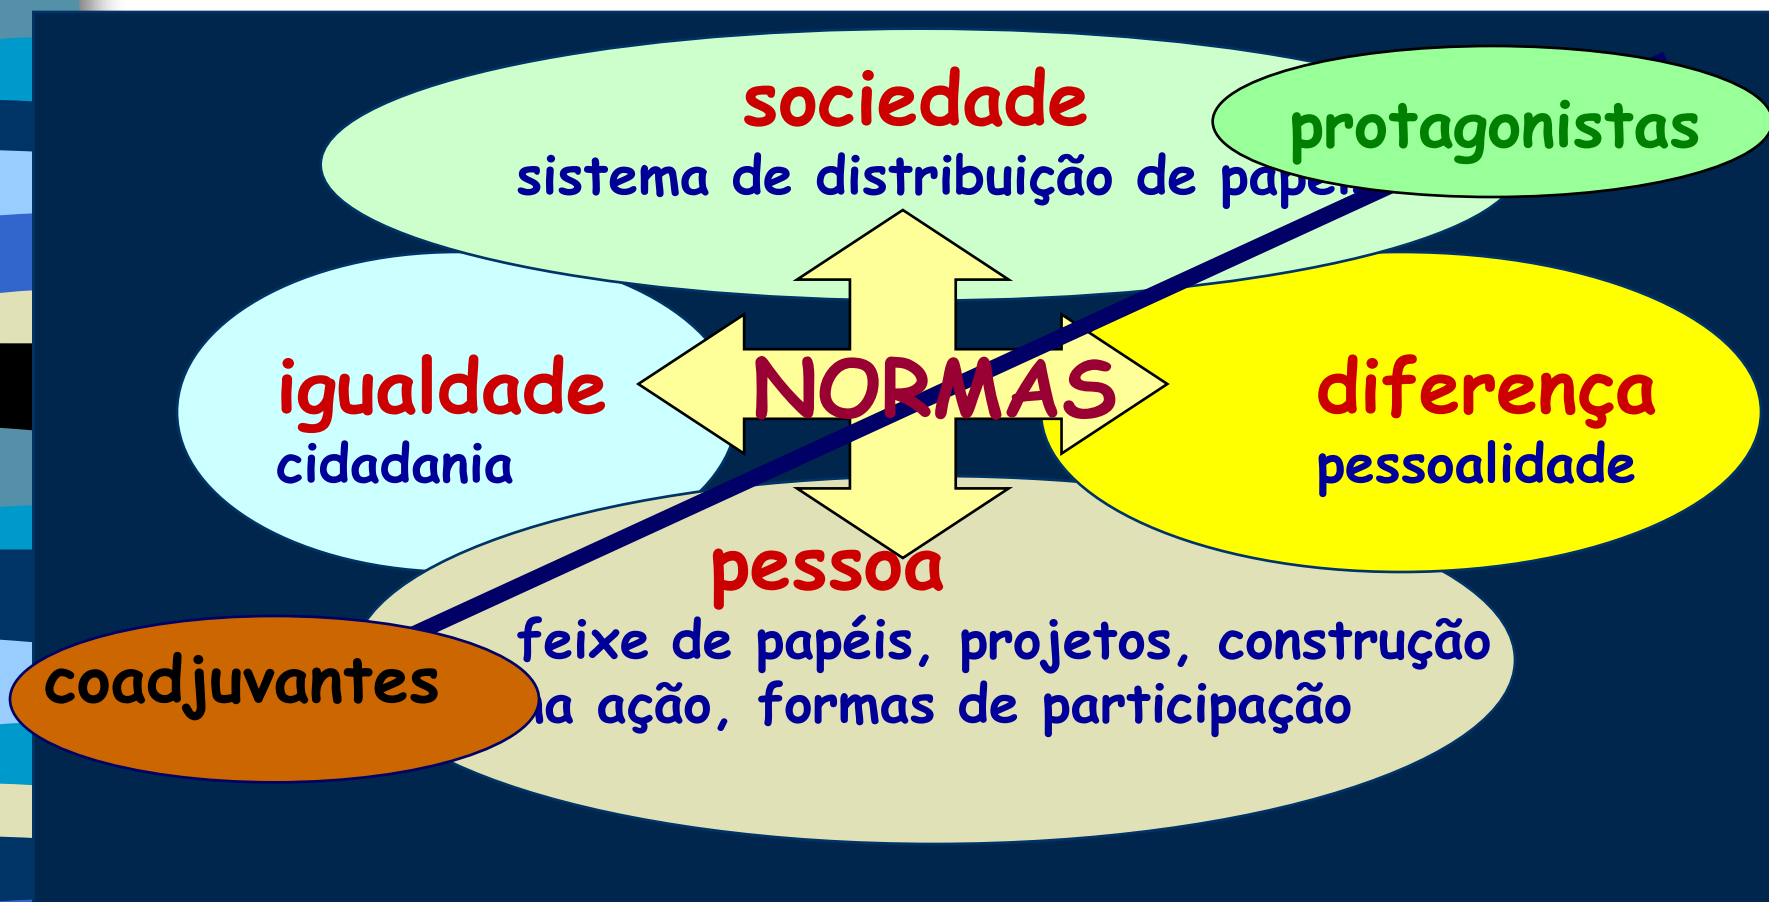 sociedade
protagonistas
sistema de distribuição de
igualdade
NORMAS
diferença
cidadania
pessoalidade
pessoa
feixe de papéis, projetos, construção
coadjuvantes
ação, formas de participação